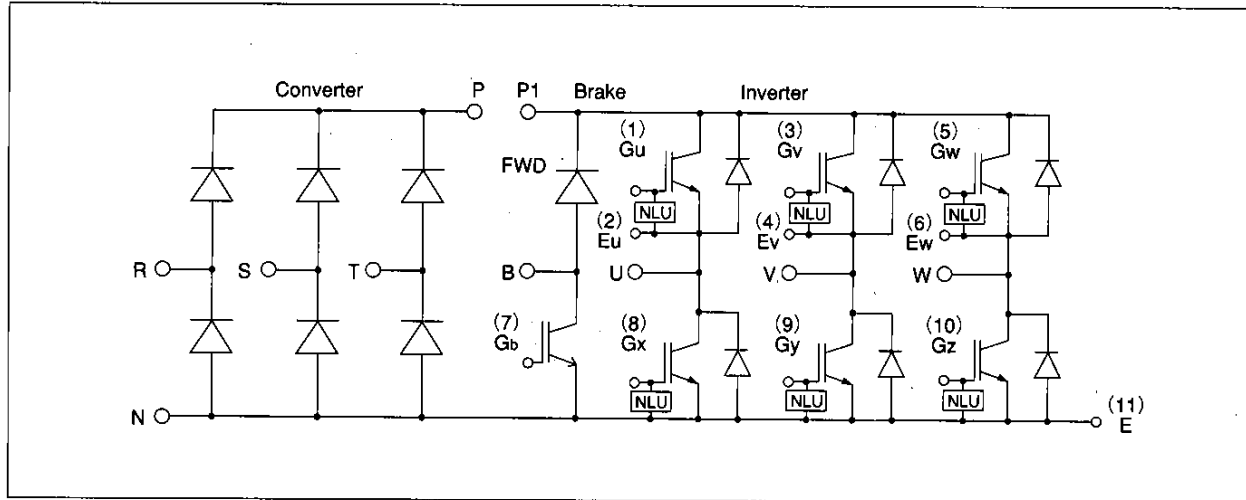 Converter P P1 Brake Inverter
(1) (3) (5)
Gu Gv Gw
FWD
NLU NLU NLU
(2) (4) (6)
Eu Ev Ew
R S T B U V W
(7) (8) (9) (10)
Gb Gx Gy Gz
NLU NLU NLU
N
(11)
E